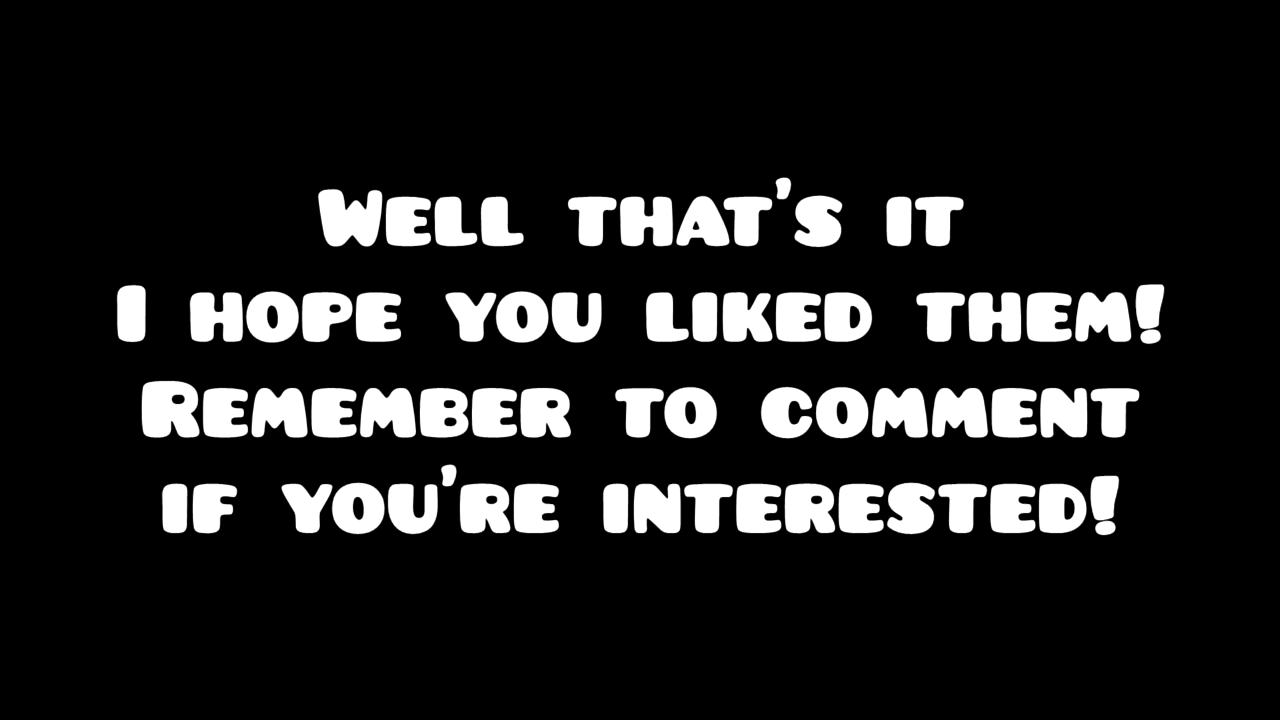 Well that's it
I hope you liked them!
Remember to comment
if you're interested!